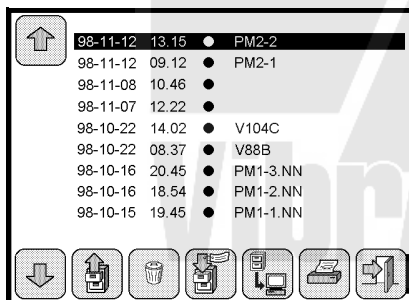 98-11-12 13.15 PM2-2
98-11-12 09.12 PM2-1
98-11-08 10.46
98-11-07 12.22
98-10-22 14.02 V104C
98-10-22 08.37 V88B
98-10-16 20.45 PM1-3.NN
98-10-16 18.54 PM1-2.NN
98-10-15 19.45 PM1-1.NN